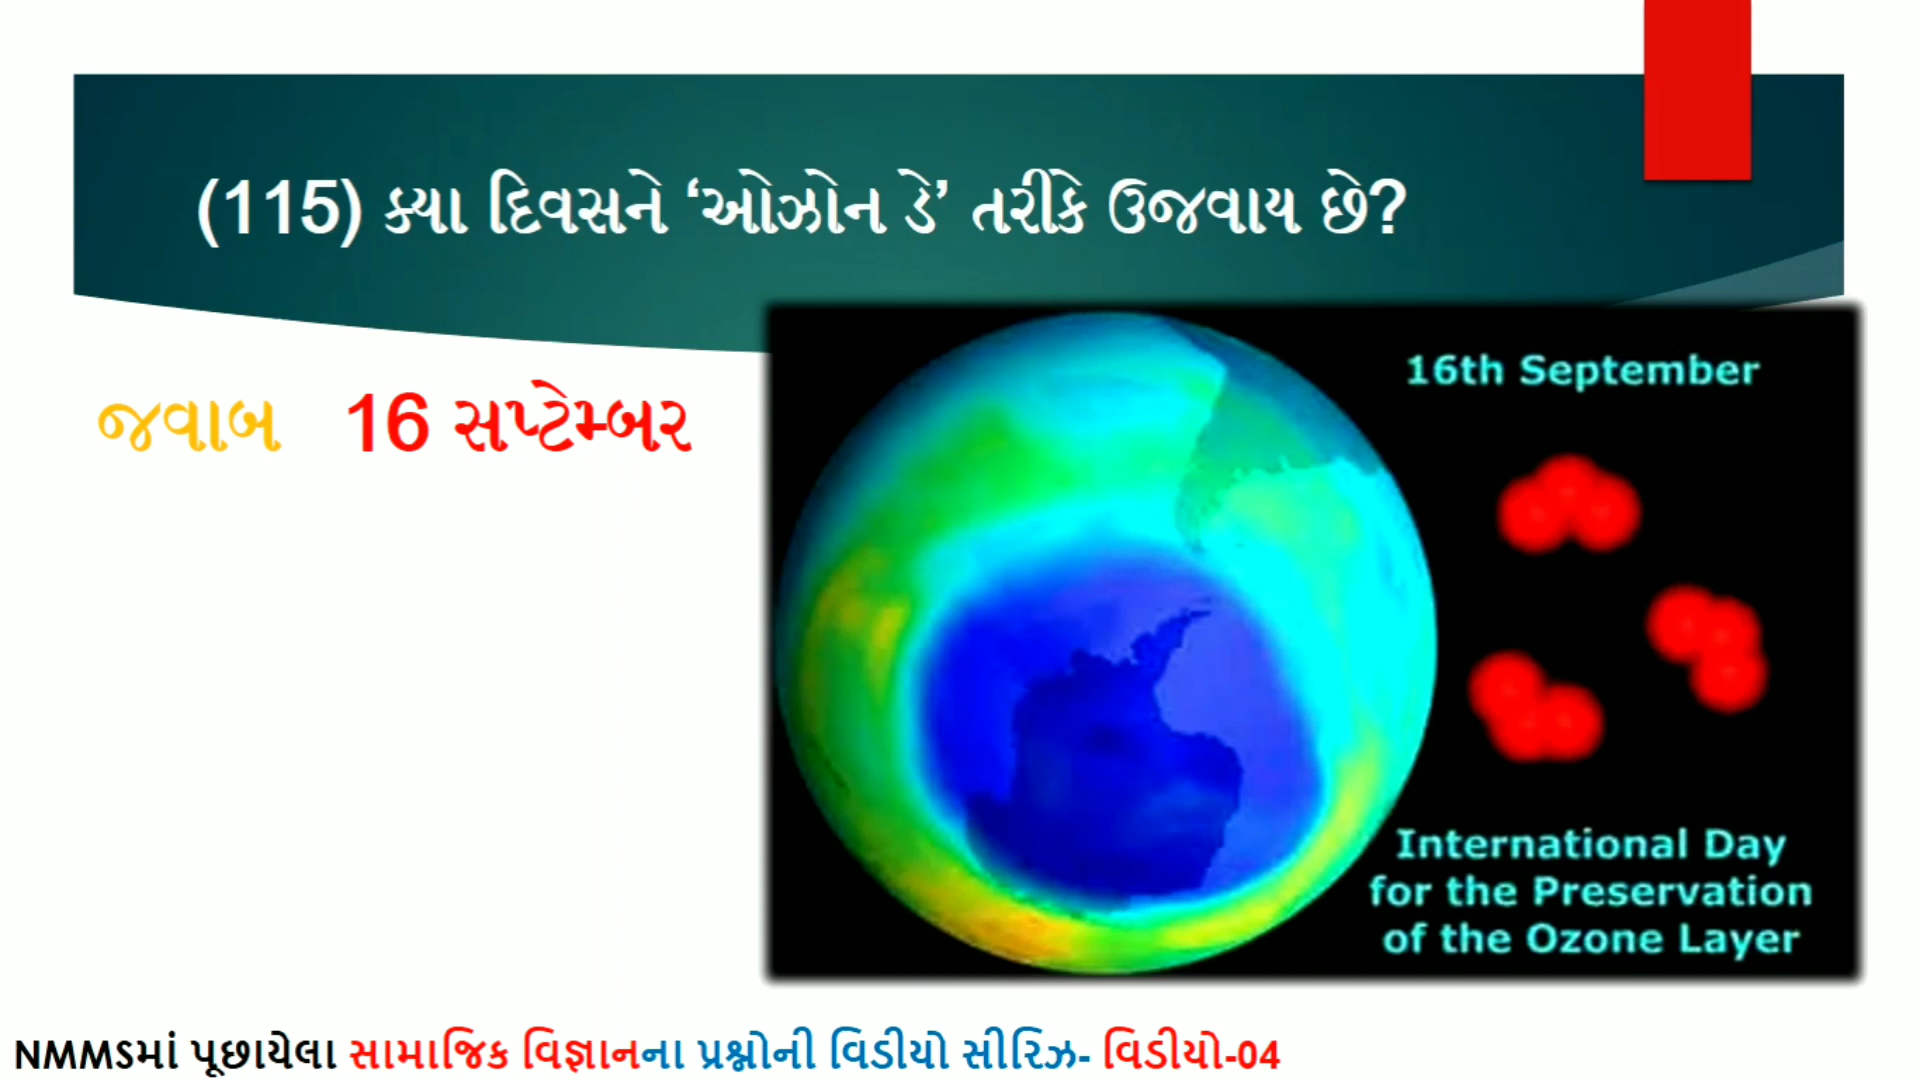 (115) ક્યા દિવસને ‘ઓઝોન ડે’ તરીકે ઉજવાય છે?
જવાબ 16 સપ્ટેમ્બર
16th September
International Day
for the Preservation
of the Ozone Layer
NMMSમાં પૂછાયેલા સામાજિક વિજ્ઞાનના પ્રશ્નોની વિડીયો સીરિઝ- વિડીયો-04